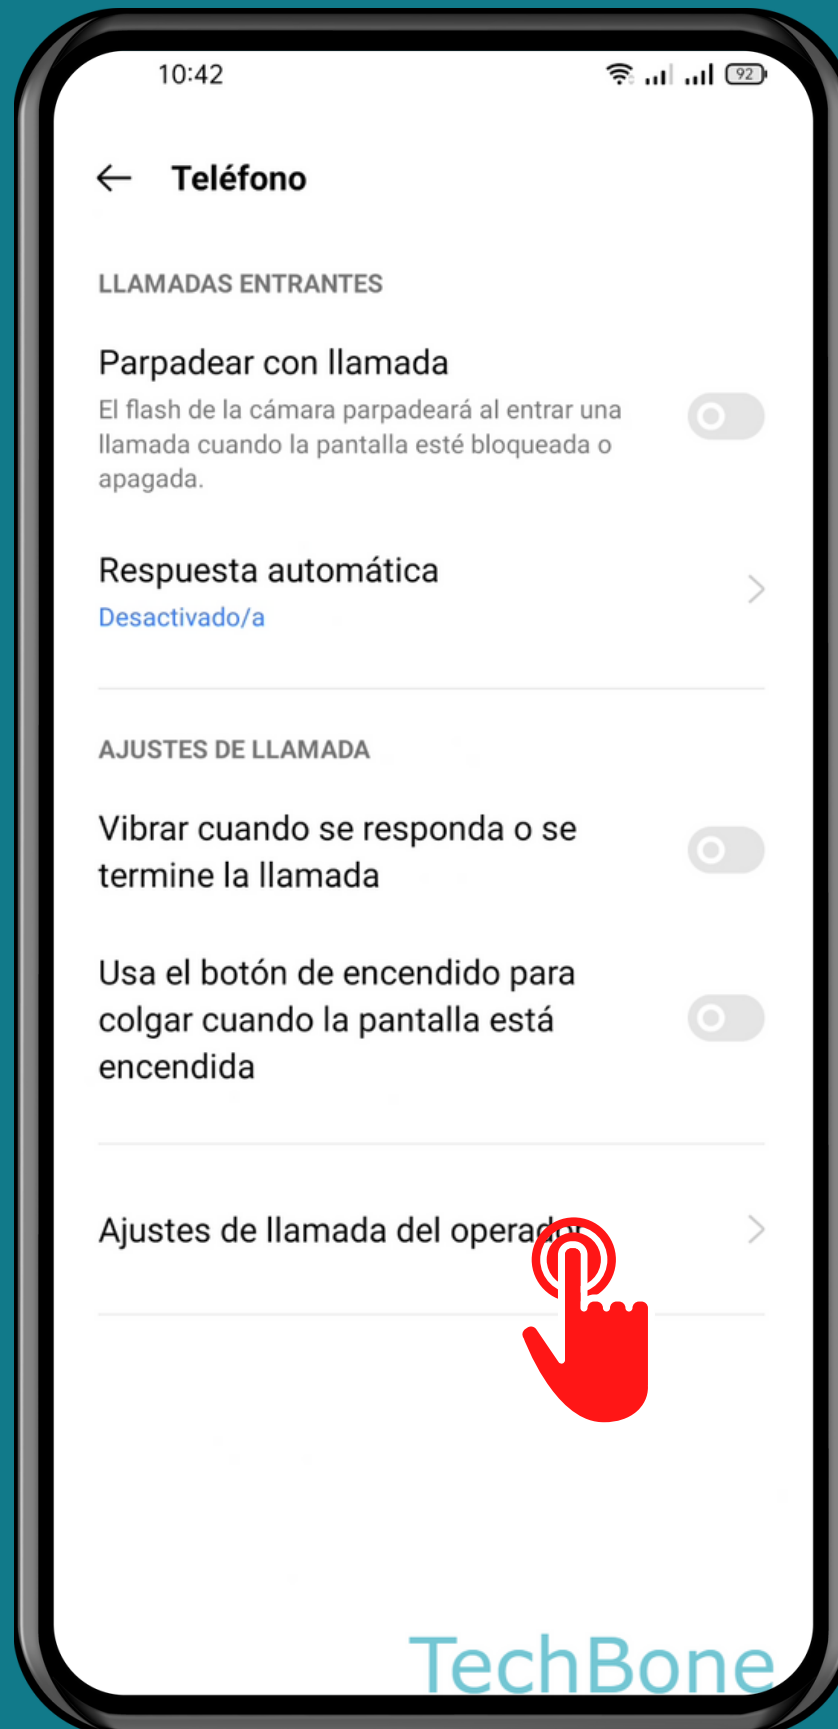 10:42
92
Teléfono
LLAMADAS ENTRANTES
Parpadear con llamada
El flash de la cámara parpadeará al entrar una
llamada cuando la pantalla esté bloqueada o
apagada.
Respuesta automática
Desactivado/a
AJUSTES DE LLAMADA
Vibrar cuando se responda o se
termine la llamada
Usa el botón de encendido para
colgar cuando la pantalla está
encendida
Ajustes de llamada del operador
TechBone